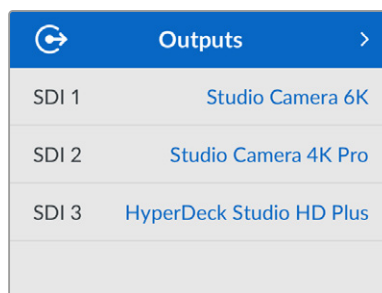 Outputs
SDI 1 Studio Camera 6K
SDI 2 Studio Camera 4K Pro
SDI 3 HyperDeck Studio HD Plus